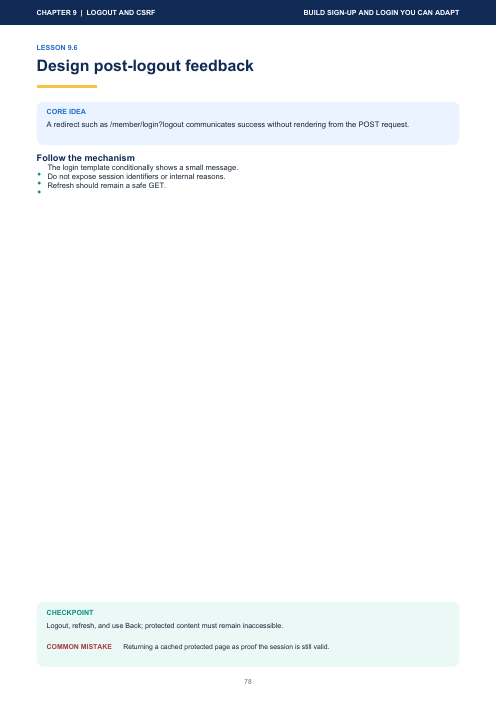 CHAPTER 9 | LOGOUT AND CSRF
BUILD SIGN-UP AND LOGIN YOU CAN ADAPT
LESSON 9.6
Design post-logout feedback
CORE IDEA
A redirect such as /member/login?logout communicates success without rendering from the POST request.
Follow the mechanism
The login template conditionally shows a small message.
Do not expose session identifiers or internal reasons.
Refresh should remain a safe GET.
CHECKPOINT
Logout, refresh, and use Back; protected content must remain inaccessible.
COMMON MISTAKE Returning a cached protected page as proof the session is still valid.
78